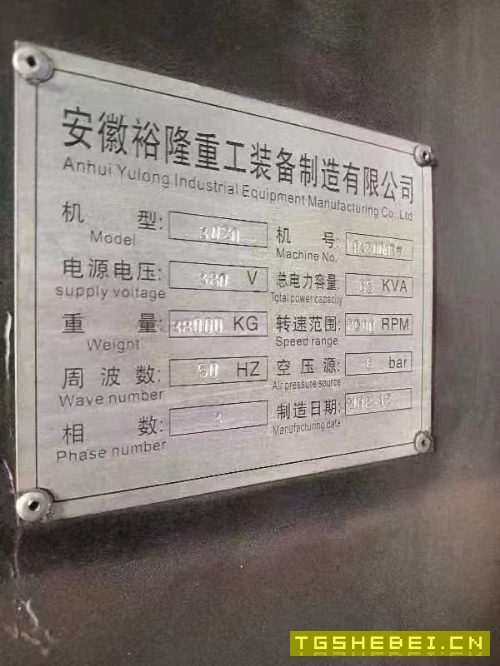 安徽裕隆重工装备制造有限公司
Anhui Yulong Industrial Equipment Manufacturing Co.,Ltd
机 型: 3020 机 号:
Model Machine No.
电源电压: 380 V 总电力容量: KVA
supply voltage Total power capacity
重 量: 38000 KG 转速范围: RPM
Weignt Speed range
周 波 数: 50 HZ 空 压 源: bar
Wave number Air pressure source
相 数: 3 制造日期:
Phase number Manufacturing date
TGSHEBEI.CN